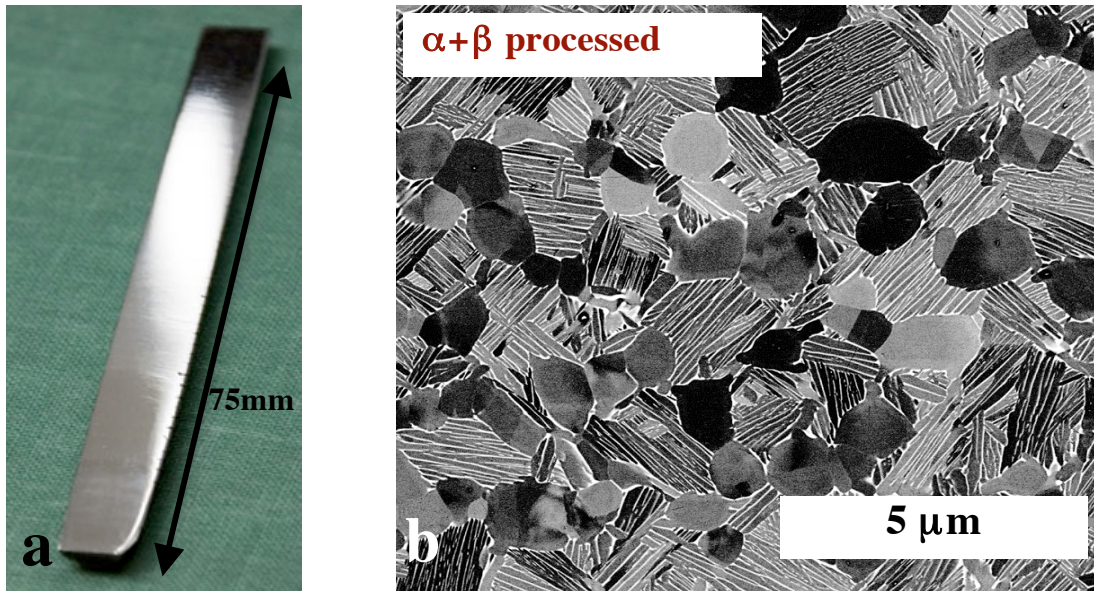 α+β processed
75mm
a
b
5 μm